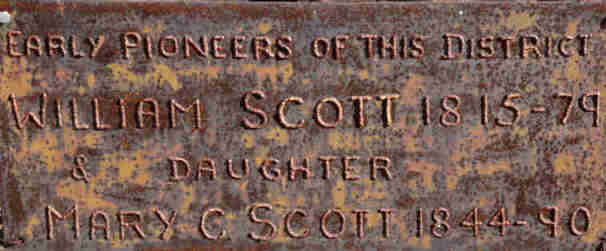 EARLY PIONEERS OF THIS DISTRICT
WILLIAM SCOTT 1815-79
& DAUGHTER
MARY C SCOTT 1844-90